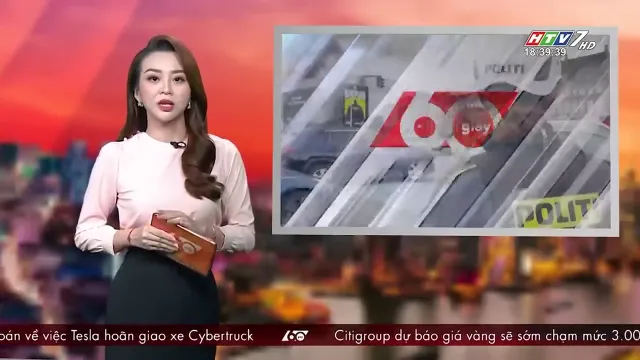 HTV7 HD
18:39:39
POLITI
60
giây
POLITI
oán về việc Tesla hoãn giao xe Cybertruck 60 Citigroup dự báo giá vàng sẽ sớm chạm mức 3.00